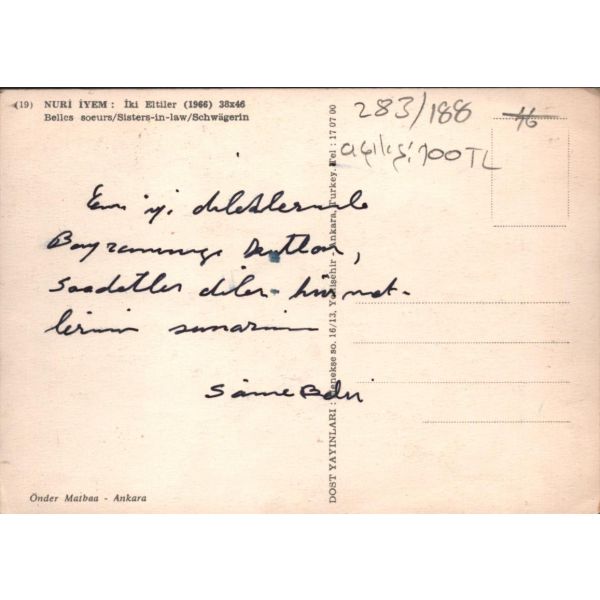 (19) NURİ İYEM : İki Eltiler (1966) 38x46
Belles soeurs/Sisters-in-law/Schwägerin
283/188
16
açılış: 100 TL
En iyi dileklerimle
Bayramınızı kutlar,
saadetler diler hürmet-
lerimi sunarım
DOST YAYINLARI : Menekşe so. 16/13, Yenişehir - Ankara, Turkey. Tel : 17 07 00
Önder Matbaa - Ankara